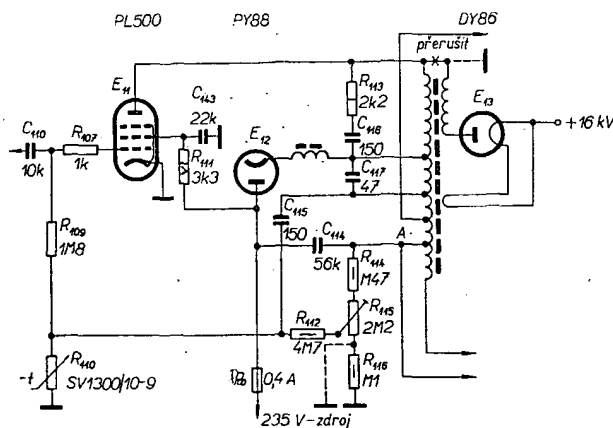 PL500 PY88 DY86
přerušit
E11
R113
2k2
C143
22k
E13
C110
R107
E12
C116
150
+16 kV
10k
1k
R111
3k3
C117
47
C115
150
C114
56k
A
R109
1M8
R114
M47
R115
2M2
R112
4M7
-t
R110
SV1300/10-9
0,4 A
R116
M1
235 V-zdroj